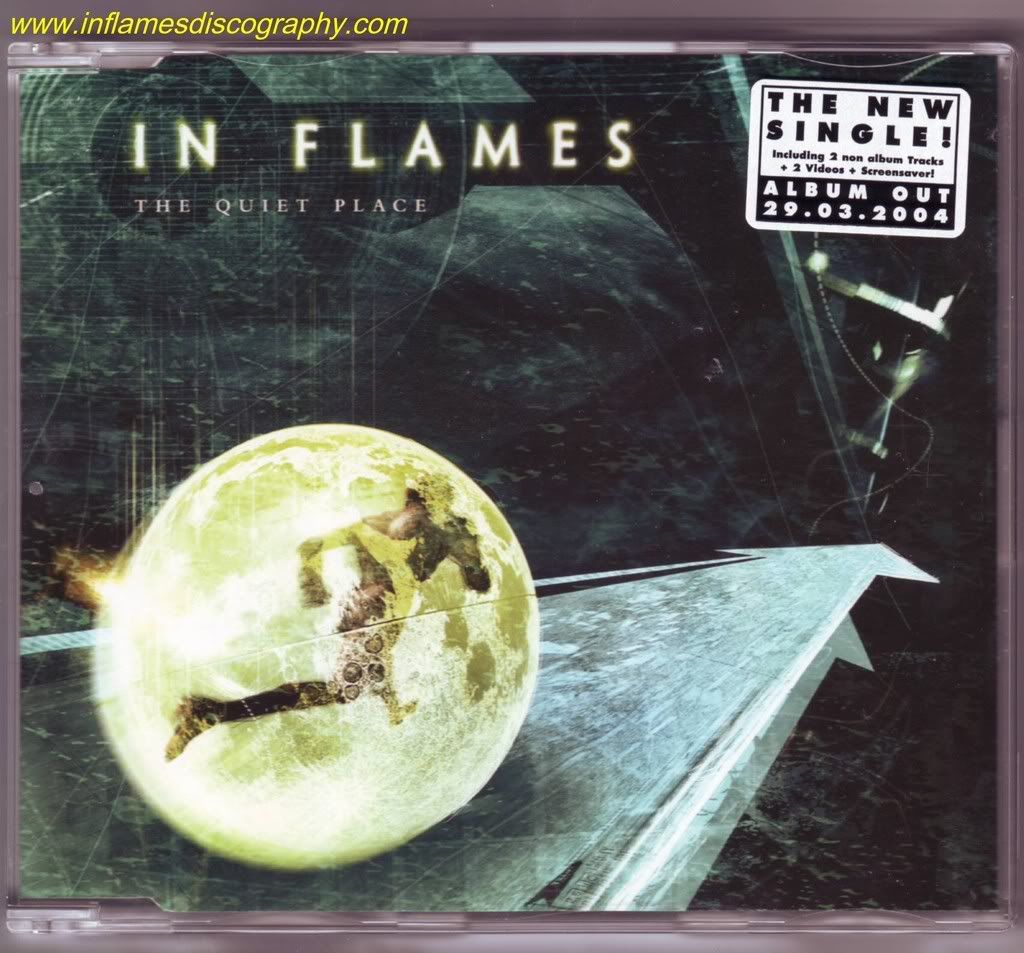 www.inflamesdiscography.com
IN FLAMES
THE QUIET PLACE
THE NEW
SINGLE!
Including 2 non album Tracks
+ 2 Videos + Screensaver!
ALBUM OUT
29.03.2004